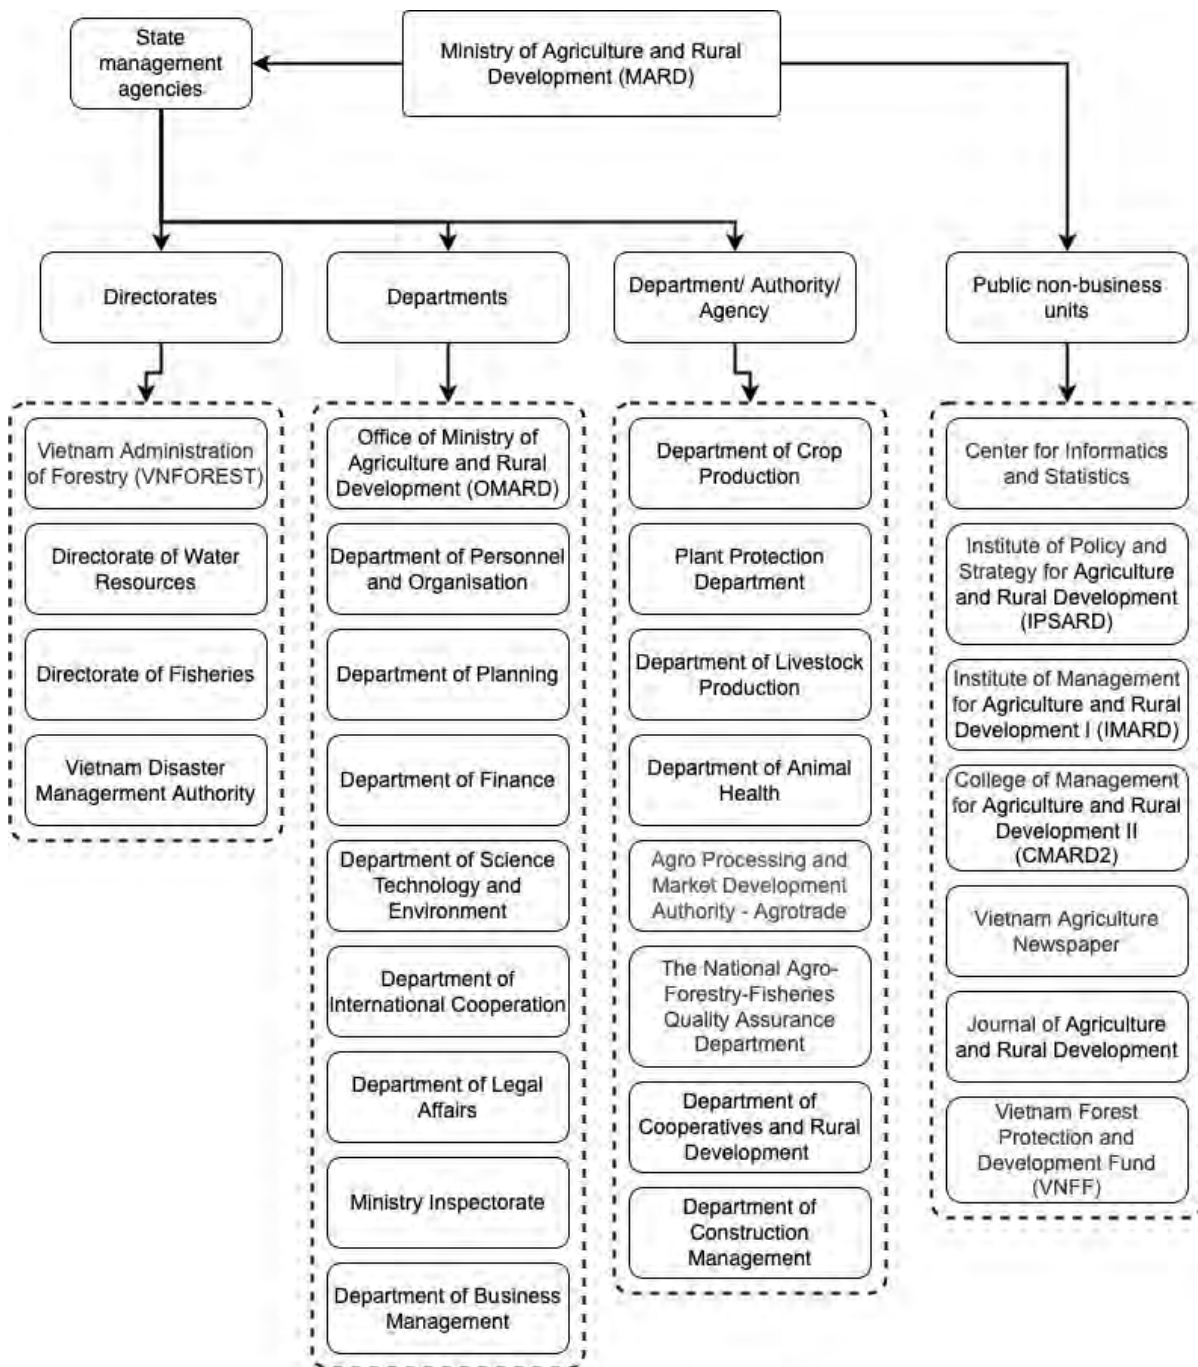 State
management
agencies
Ministry of Agriculture and Rural
Development (MARD)
Directorates
Departments
Department/ Authority/
Agency
Public non-business
units
Vietnam Administration
of Forestry (VNFOREST)
Directorate of Water
Resources
Directorate of Fisheries
Vietnam Disaster
Managerment Authority
Office of Ministry of
Agriculture and Rural
Development (OMARD)
Department of Personnel
and Organisation
Department of Planning
Department of Finance
Department of Science
Technology and
Environment
Department of
International Cooperation
Department of Legal
Affairs
Ministry Inspectorate
Department of Business
Management
Department of Crop
Production
Plant Protection
Department
Department of Livestock
Production
Department of Animal
Health
Agro Processing and
Market Development
Authority - Agrotrade
The National Agro-
Forestry-Fisheries
Quality Assurance
Department
Department of
Cooperatives and Rural
Development
Department of
Construction
Management
Center for Informatics
and Statistics
Institute of Policy and
Strategy for Agriculture
and Rural Development
(IPSARD)
Institute of Management
for Agriculture and Rural
Development I (IMARD)
College of Management
for Agriculture and Rural
Development II
(CMARD2)
Vietnam Agriculture
Newspaper
Journal of Agriculture
and Rural Development
Vietnam Forest
Protection and
Development Fund
(VNFF)